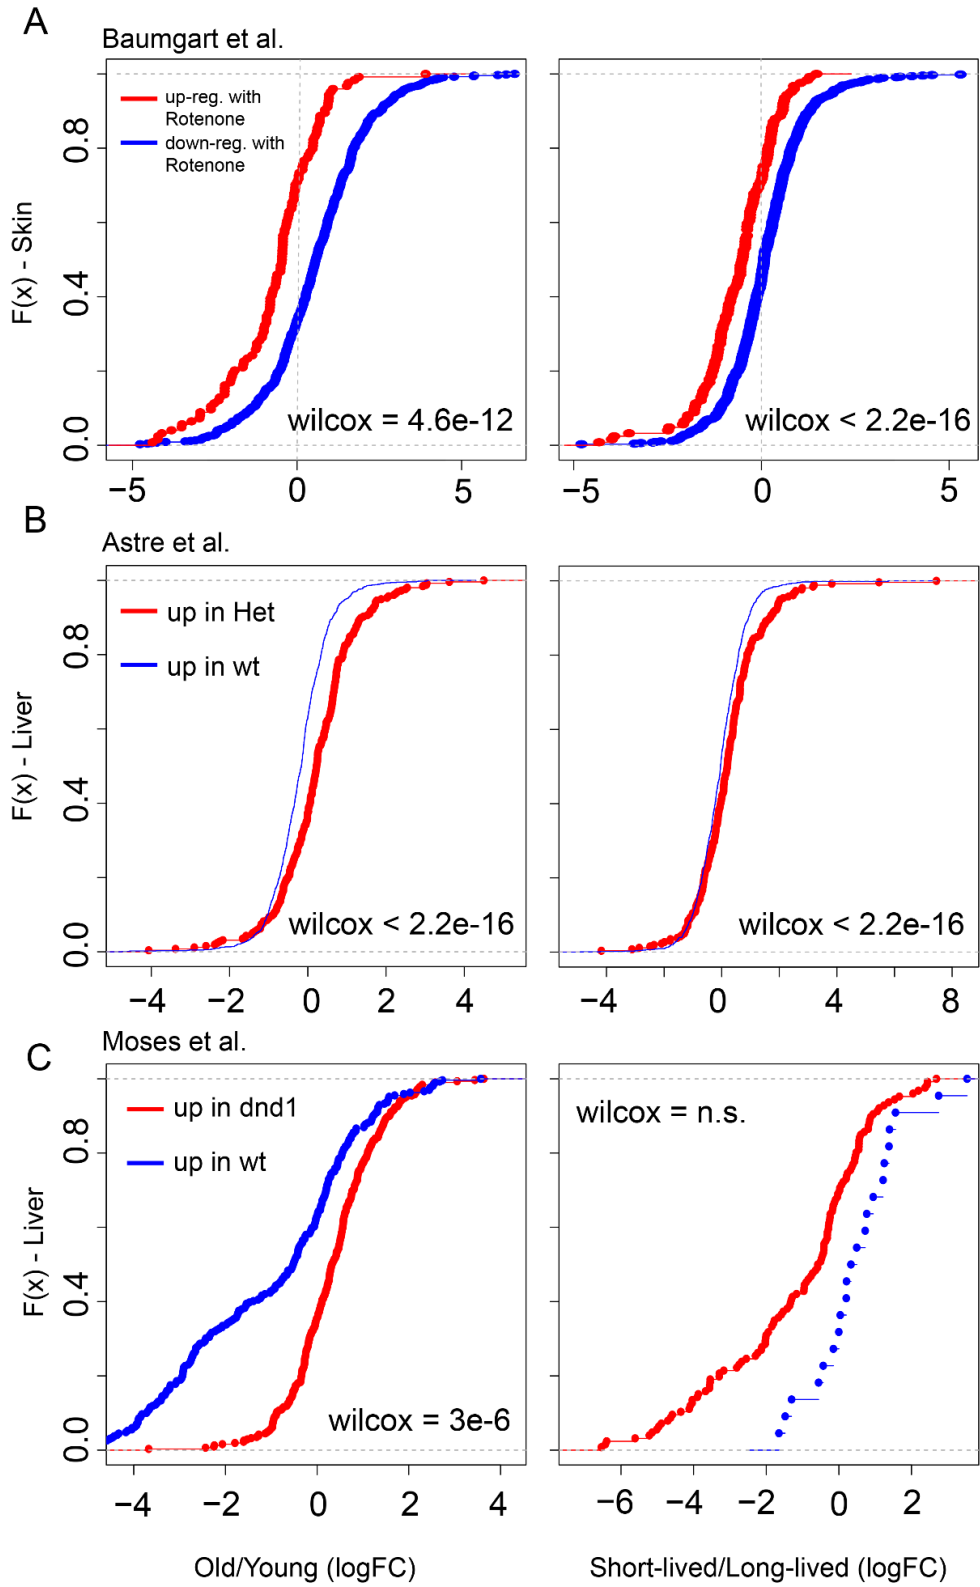 A
Baumgart et al.
up-reg. with
Rotenone
down-reg. with
Rotenone
F(x) - Skin
0.0
0.4
0.8
wilcox = 4.6e-12
wilcox < 2.2e-16
−5 0 5
−5 0 5
B
Astre et al.
up in Het
up in wt
F(x) - Liver
0.0
0.4
0.8
wilcox < 2.2e-16
wilcox < 2.2e-16
−4 −2 0 2 4
−4 0 4 8
C
Moses et al.
up in dnd1
up in wt
F(x) - Liver
0.0
0.4
0.8
wilcox = 3e-6
wilcox = n.s.
−4 −2 0 2 4
−6 −4 −2 0 2
Old/Young (logFC)
Short-lived/Long-lived (logFC)